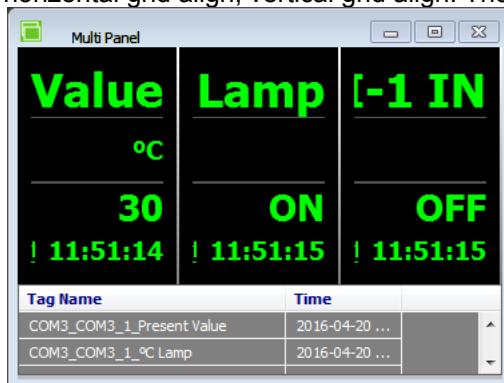 horizontal grid align, vertical grid align. The
Multi Panel
Value Lamp I-1 IN
ºC
30 ON OFF
11:51:14 11:51:15 11:51:15
Tag Name Time
COM3_COM3_1_Present Value 2016-04-20 ...
COM3_COM3_1_ºC Lamp 2016-04-20 ...